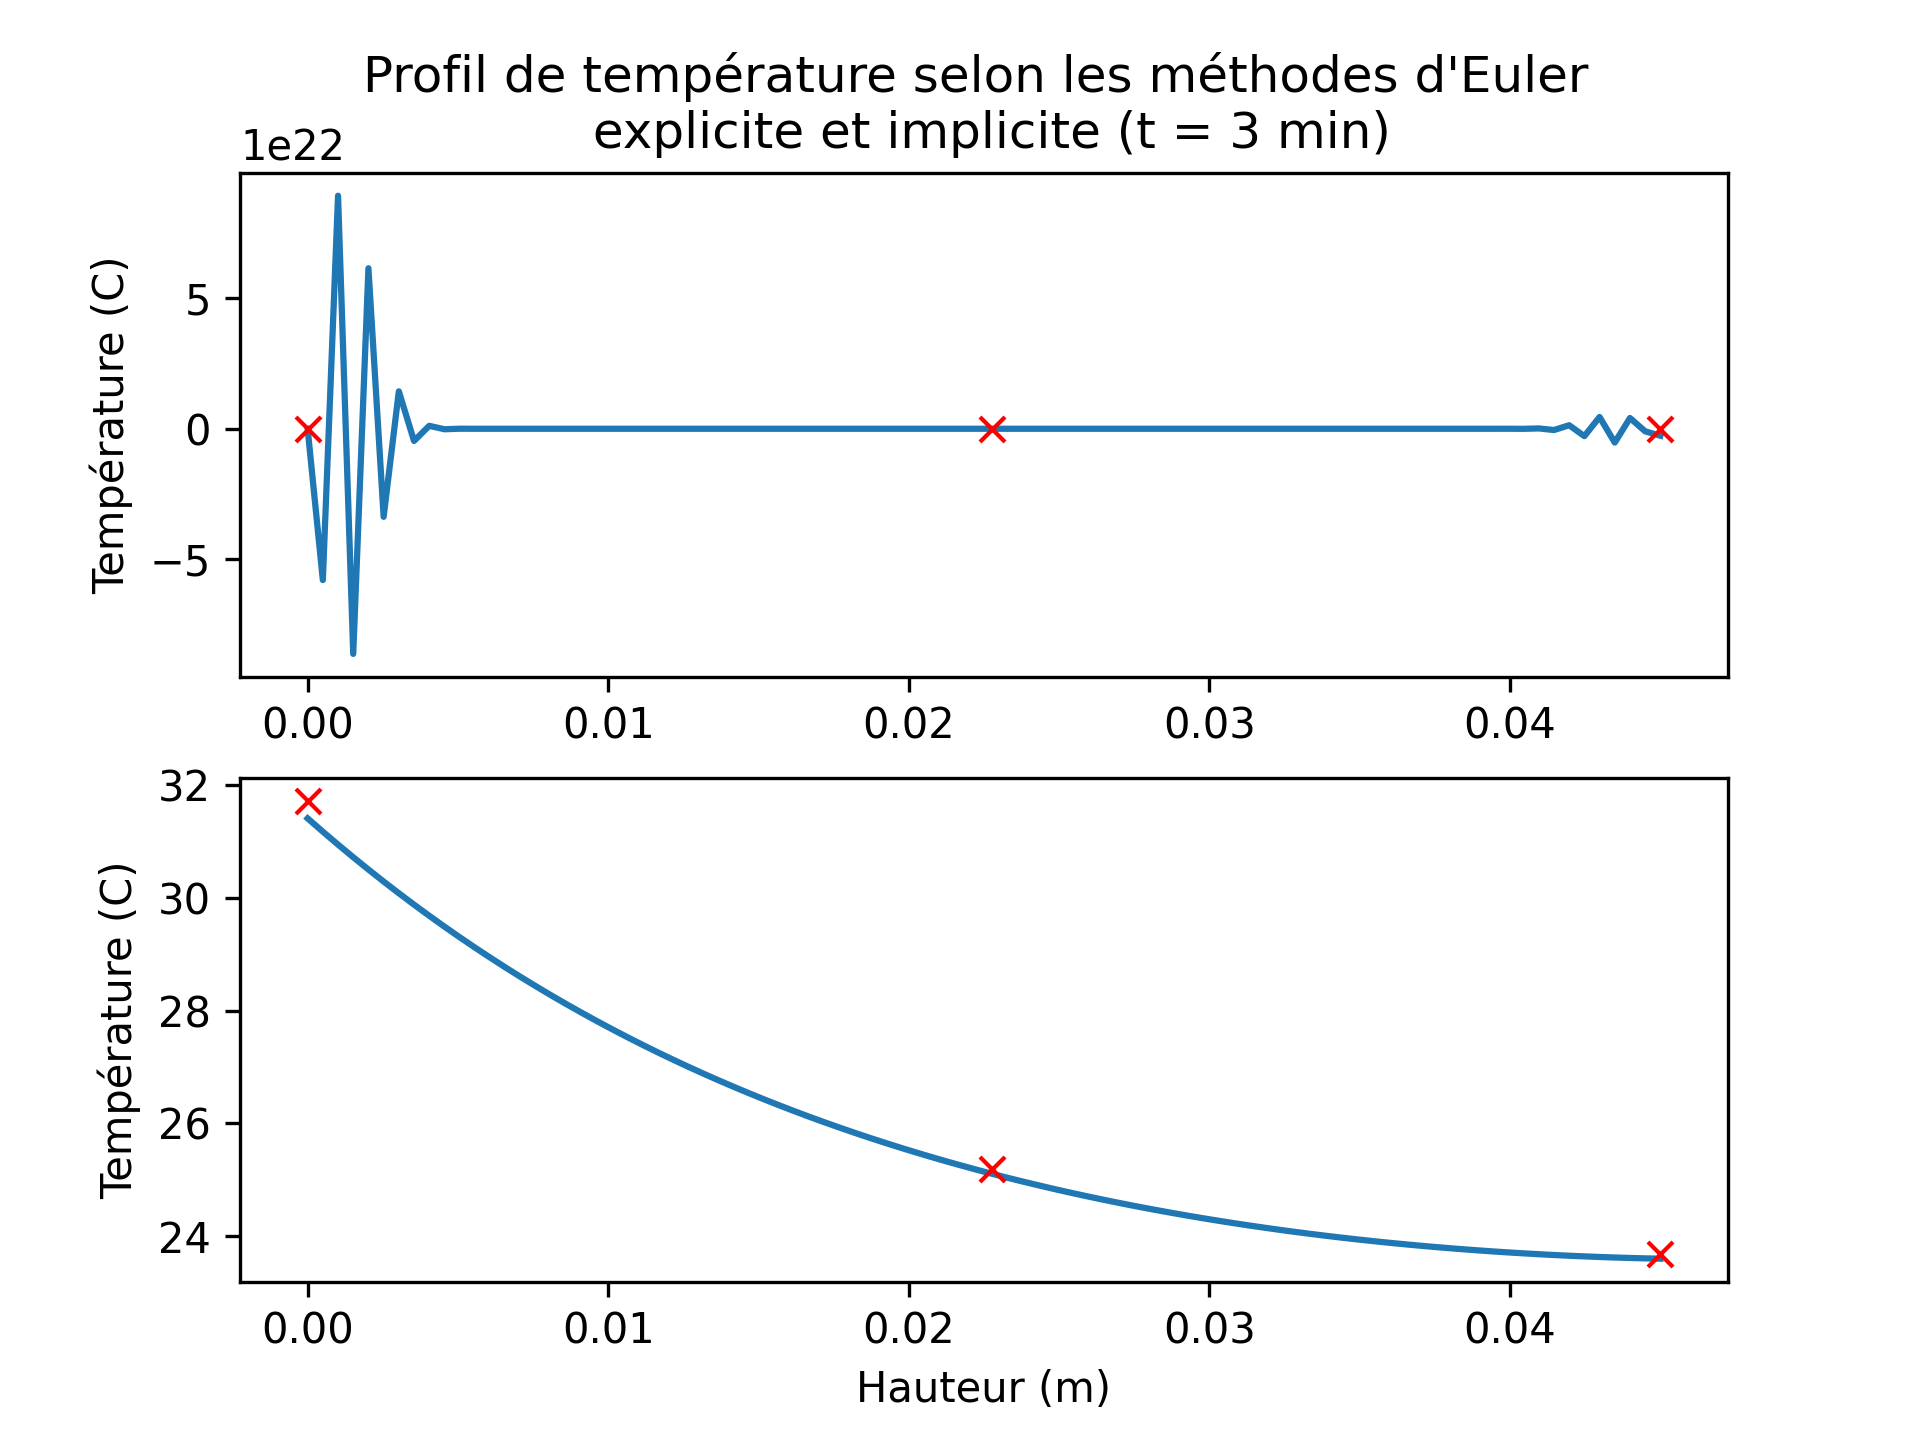 Profil de température selon les méthodes d'Euler
explicite et implicite (t = 3 min)
1e22
Température (C)
5
0
−5
0.00 0.01 0.02 0.03 0.04
Température (C)
32
30
28
26
24
0.00 0.01 0.02 0.03 0.04
Hauteur (m)